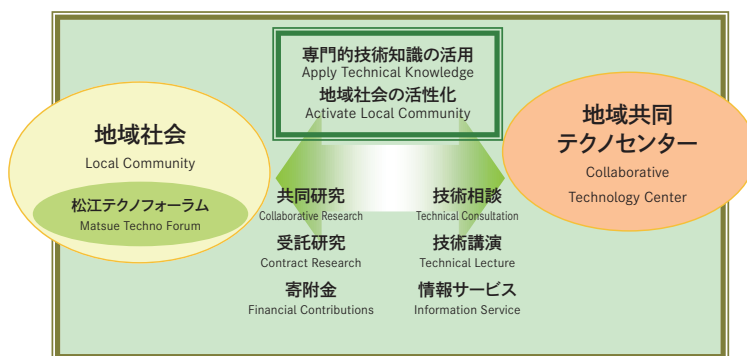 専門的技術知識の活用
Apply Technical Knowledge
地域社会の活性化
Activate Local Community
地域社会
Local Community
松江テクノフォーラム
Matsue Techno Forum
地域共同
テクノセンター
Collaborative
Technology Center
共同研究
Collaborative Research
受託研究
Contract Research
寄附金
Financial Contributions
技術相談
Technical Consultation
技術講演
Technical Lecture
情報サービス
Information Service